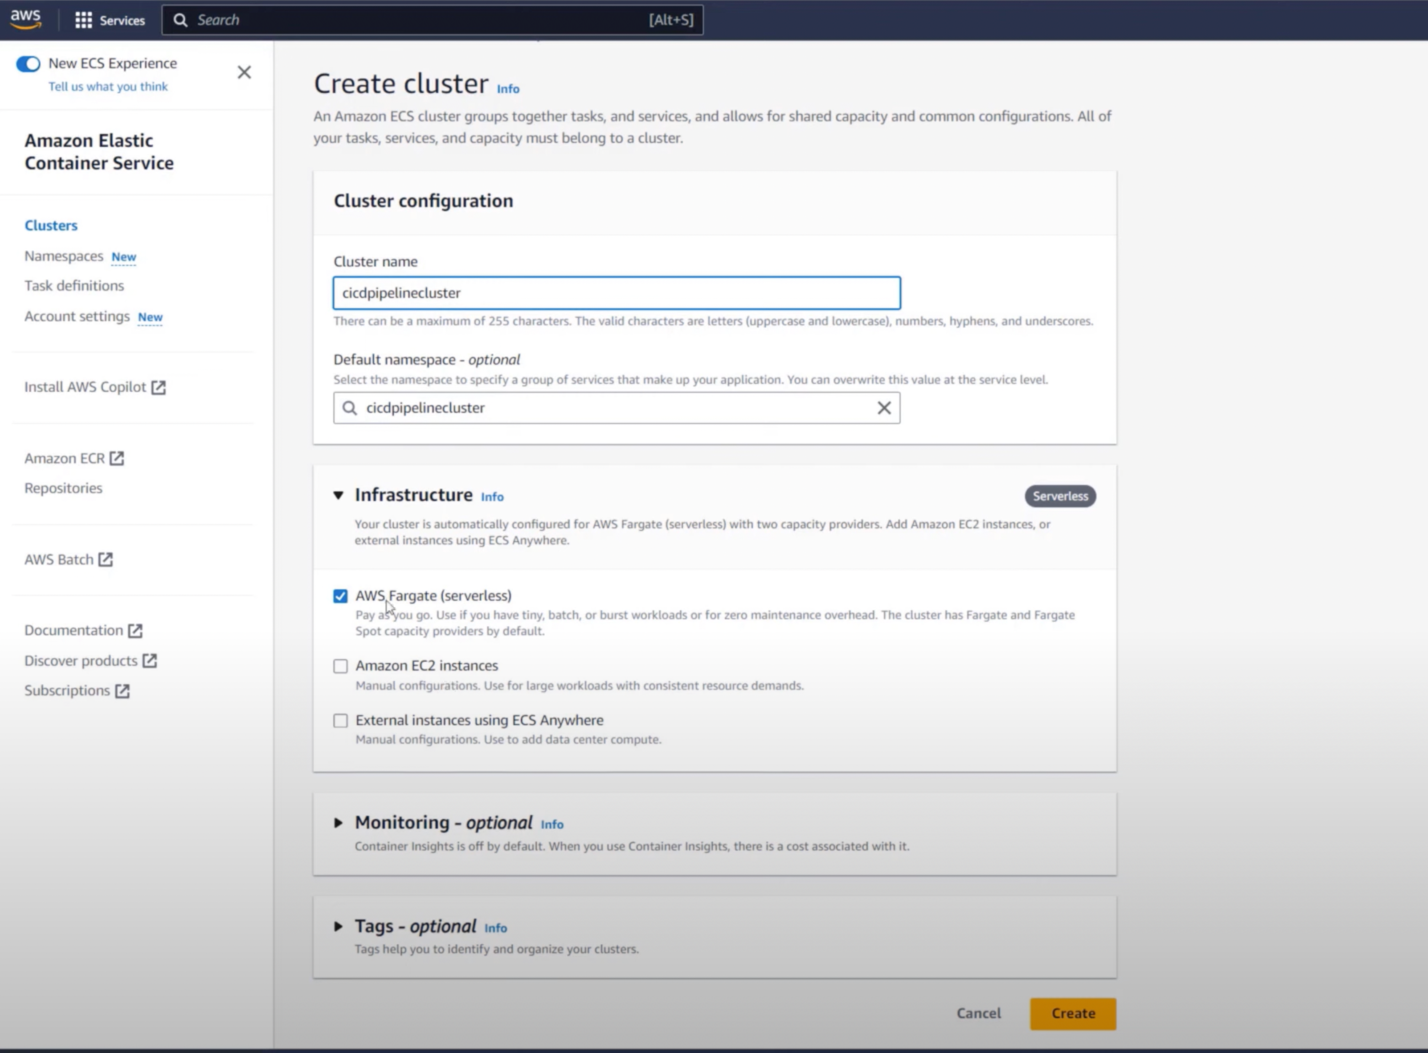 aws
Services
Search
[Alt+S]
New ECS Experience
Tell us what you think
Amazon Elastic
Container Service
Clusters
Namespaces New
Task definitions
Account settings New
Install AWS Copilot
Amazon ECR
Repositories
AWS Batch
Documentation
Discover products
Subscriptions
Create cluster Info
An Amazon ECS cluster groups together tasks, and services, and allows for shared capacity and common configurations. All of
your tasks, services, and capacity must belong to a cluster.
Cluster configuration
Cluster name
cicdpipelinecluster
There can be a maximum of 255 characters. The valid characters are letters (uppercase and lowercase), numbers, hyphens, and underscores.
Default namespace - optional
Select the namespace to specify a group of services that make up your application. You can overwrite this value at the service level.
cicdpipelinecluster
Infrastructure Info
Serverless
Your cluster is automatically configured for AWS Fargate (serverless) with two capacity providers. Add Amazon EC2 instances, or
external instances using ECS Anywhere.
AWS Fargate (serverless)
Pay as you go. Use if you have tiny, batch, or burst workloads or for zero maintenance overhead. The cluster has Fargate and Fargate
Spot capacity providers by default.
Amazon EC2 instances
Manual configurations. Use for large workloads with consistent resource demands.
External instances using ECS Anywhere
Manual configurations. Use to add data center compute.
Monitoring - optional Info
Container Insights is off by default. When you use Container Insights, there is a cost associated with it.
Tags - optional Info
Tags help you to identify and organize your clusters.
Cancel
Create